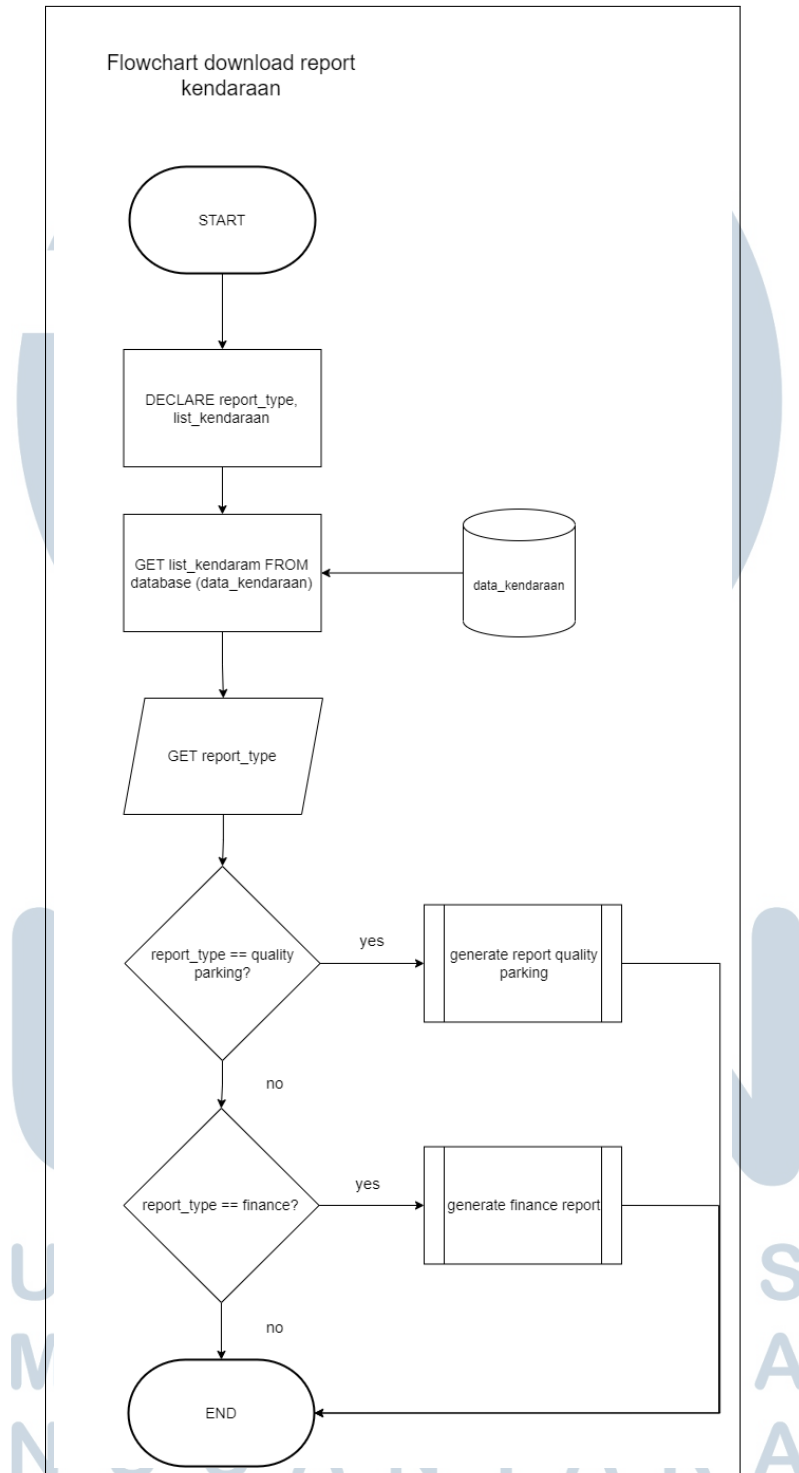 Flowchart download report
kendaraan
START
DECLARE report_type,
list_kendaraan
GET list_kendaram FROM
database (data_kendaraan)
data_kendaraan
GET report_type
report_type == quality
parking?
yes
generate report quality
parking
no
report_type == finance?
yes
generate finance report
no
END